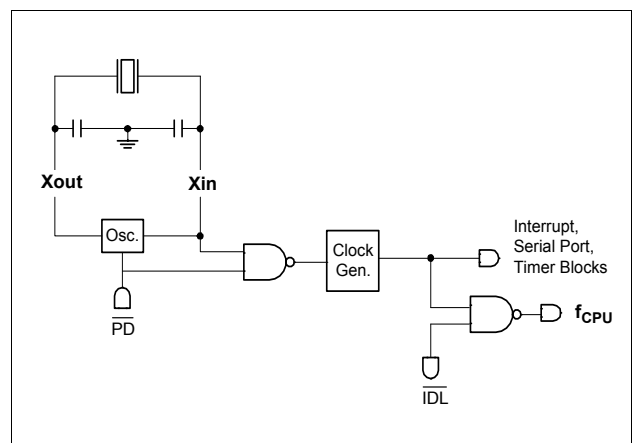 Xout
Xin
Osc.
PD
Clock
Gen.
Interrupt,
Serial Port,
Timer Blocks
fCPU
IDL